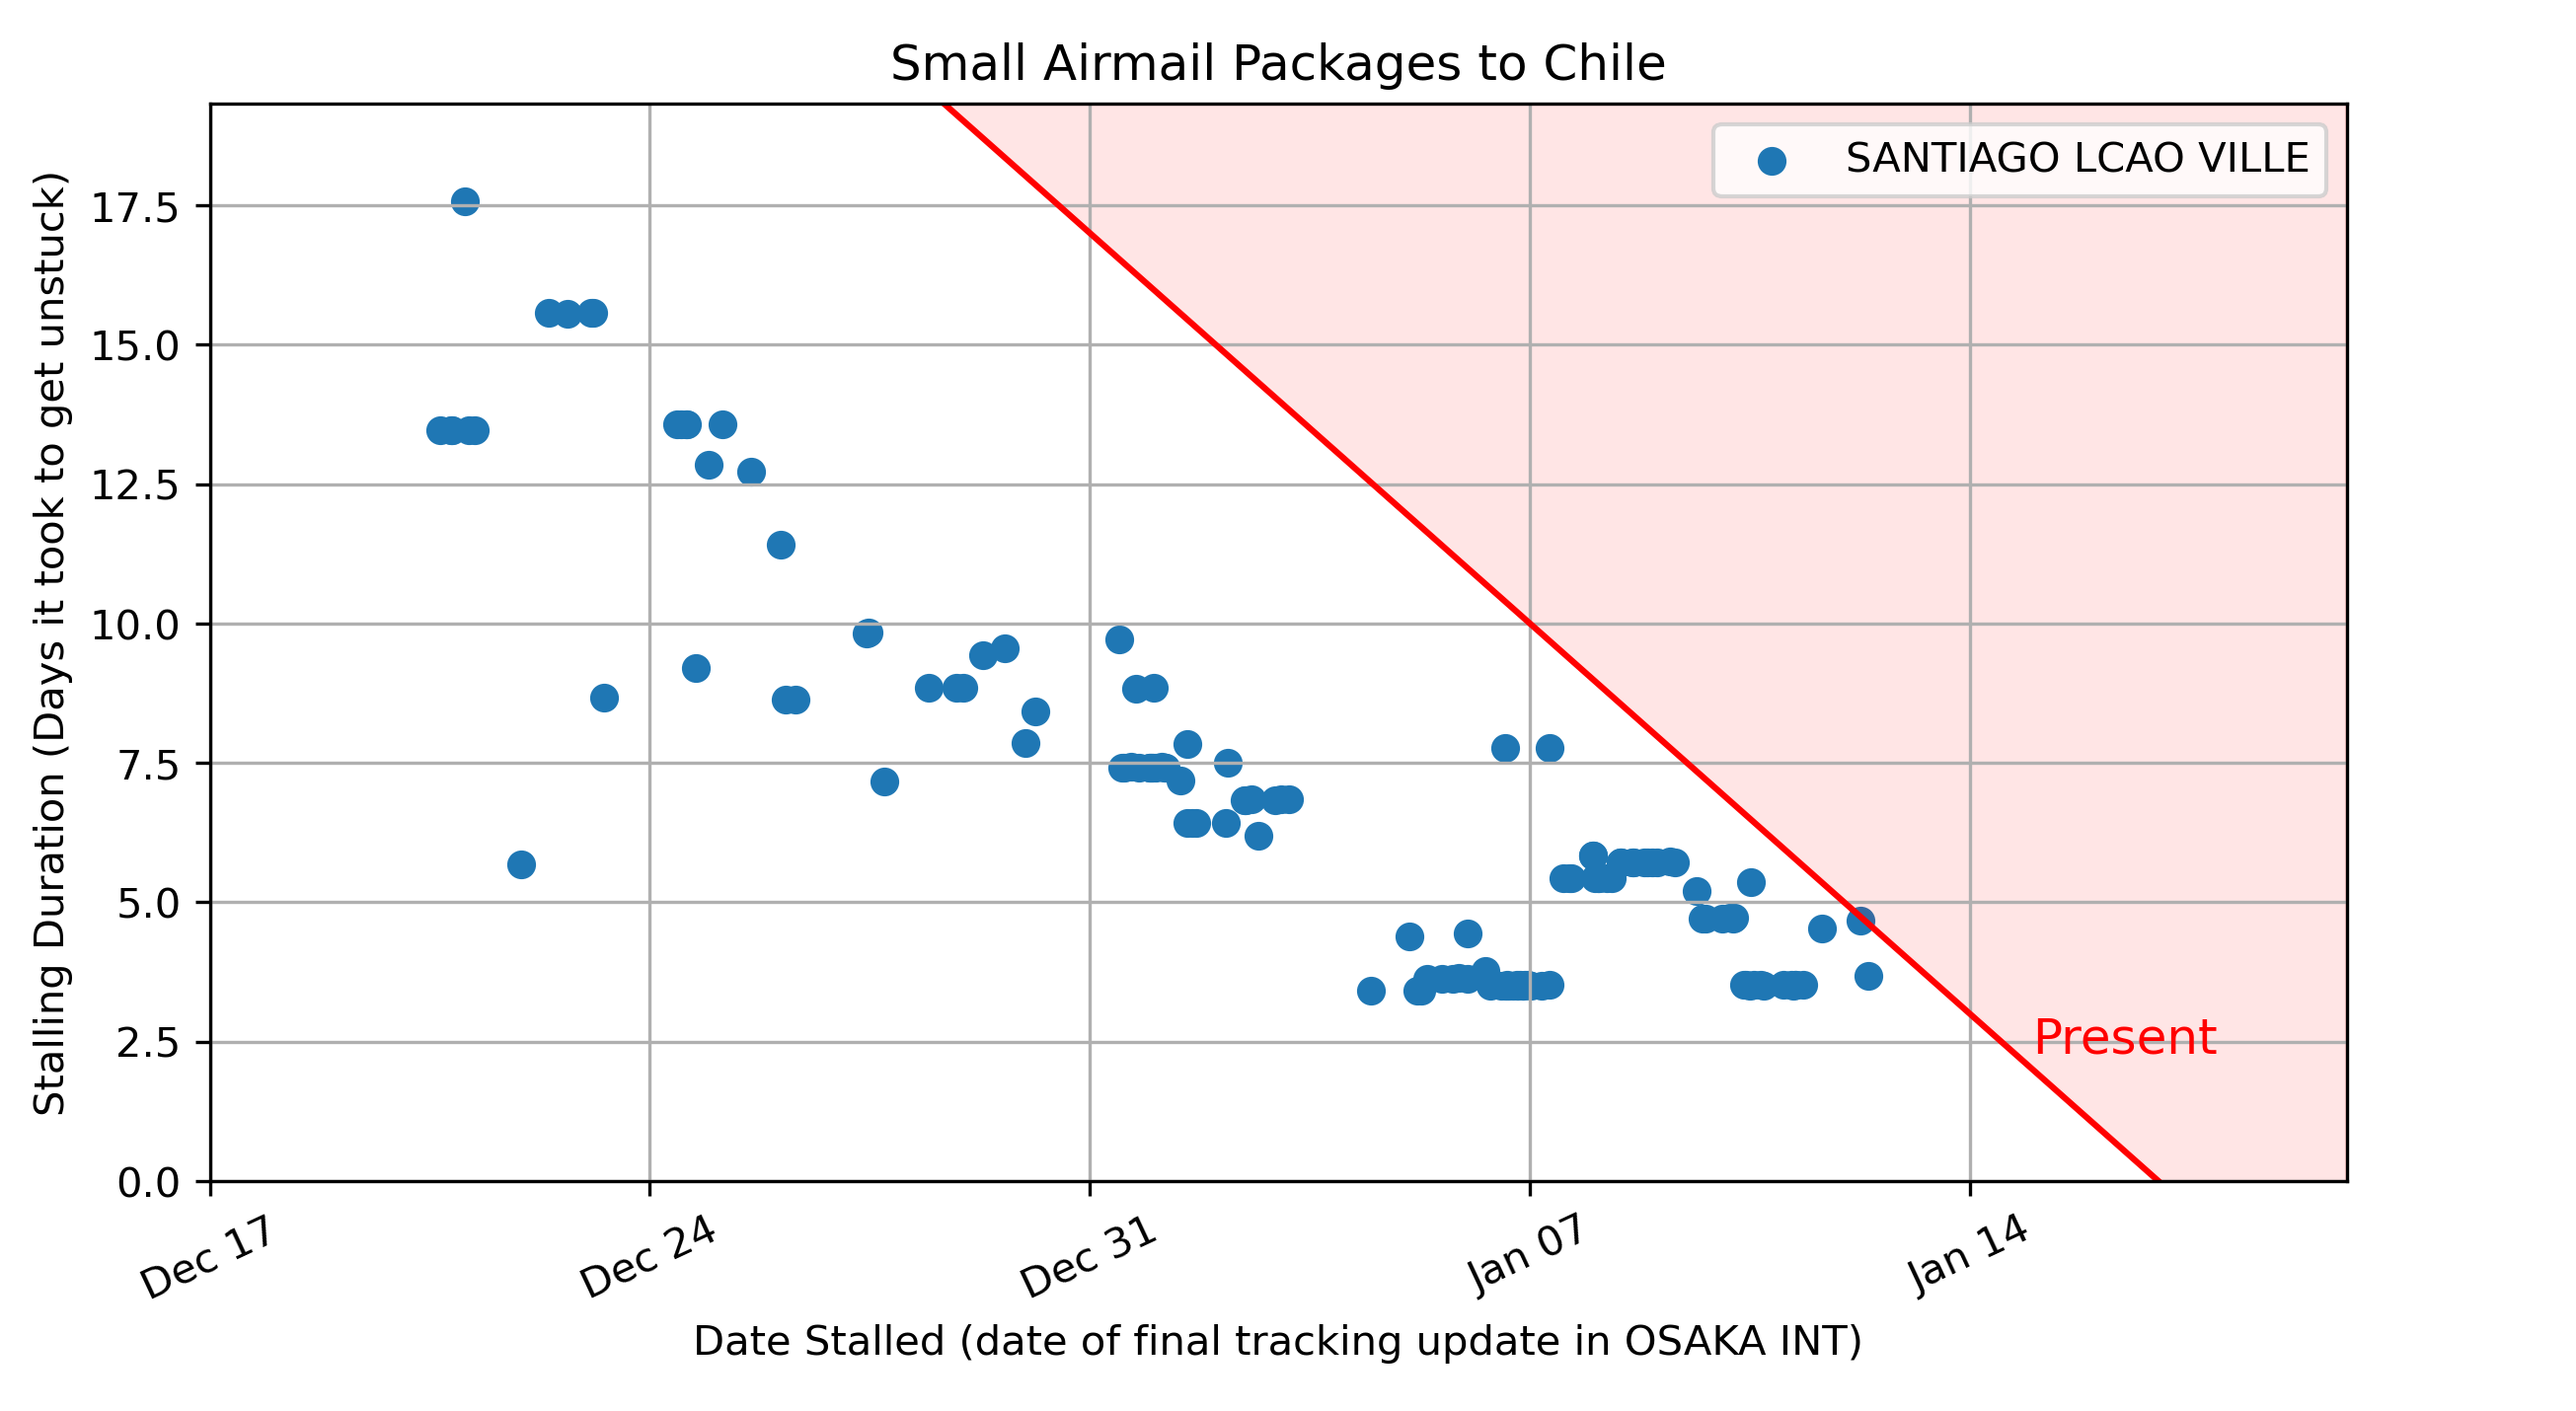 Small Airmail Packages to Chile
SANTIAGO LCAO VILLE
Stalling Duration (Days it took to get unstuck)
17.5
15.0
12.5
10.0
7.5
5.0
2.5
0.0
Present
Dec 17
Dec 24
Dec 31
Jan 07
Jan 14
Date Stalled (date of final tracking update in OSAKA INT)